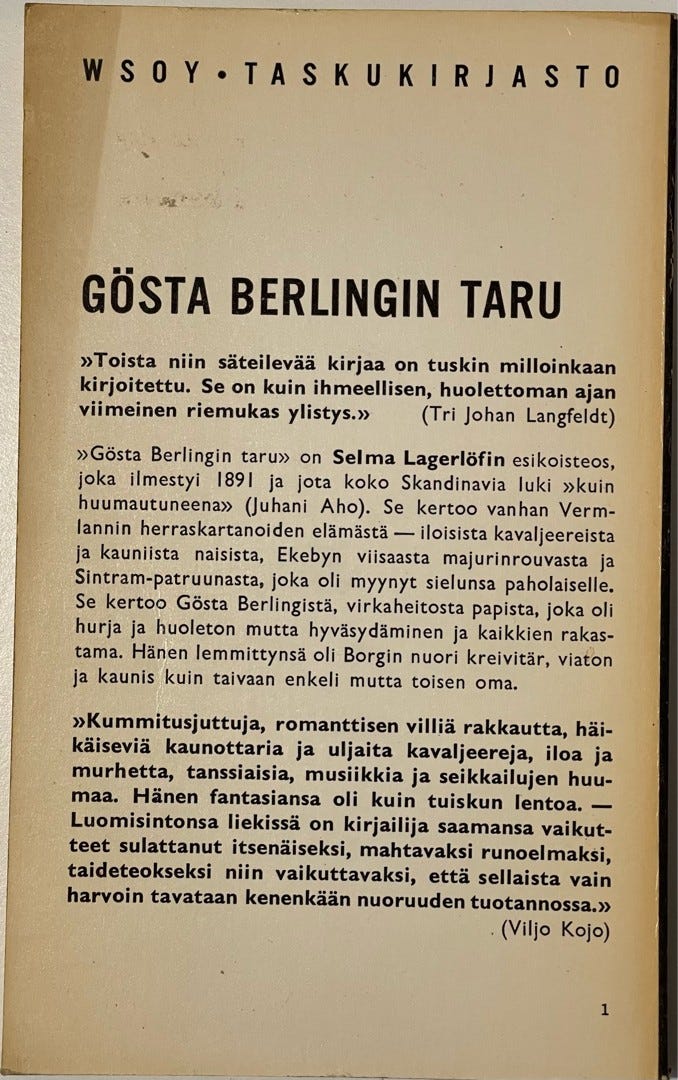 WSOY • TASKUKIRJASTO
GÖSTA BERLINGIN TARU
»Toista niin säteilevää kirjaa on tuskin milloinkaan
kirjoitettu. Se on kuin ihmeellisen, huolettoman ajan
viimeinen riemukas ylistys.» (Tri Johan Langfeldt)
»Gösta Berlingin taru» on Selma Lagerlöfin esikoisteos,
joka ilmestyi 1891 ja jota koko Skandinavia luki »kuin
huumautuneena» (Juhani Aho). Se kertoo vanhan Verm-
lannin herraskartanoiden elämästä — iloisista kavaljeereista
ja kauniista naisista, Ekebyn viisaasta majurinrouvasta ja
Sintram-patruunasta, joka oli myynyt sielunsa paholaiselle.
Se kertoo Gösta Berlingistä, virkaheitosta papista, joka oli
hurja ja huoleton mutta hyväsydäminen ja kaikkien rakas-
tama. Hänen lemmittynsä oli Borgin nuori kreivitär, viaton
ja kaunis kuin taivaan enkeli mutta toisen oma.
»Kummitusjuttuja, romanttisen villiä rakkautta, häi-
käiseviä kaunottaria ja uljaita kavaljeereja, iloa ja
murhetta, tanssiaisia, musiikkia ja seikkailujen huu-
maa. Hänen fantasiansa oli kuin tuiskun lentoa. —
Luomisintonsa liekissä on kirjailija saamansa vaikut-
teet sulattanut itsenäiseksi, mahtavaksi runoelmaksi,
taideteokseksi niin vaikuttavaksi, että sellaista vain
harvoin tavataan kenenkään nuoruuden tuotannossa.»
(Viljo Kojo)
1